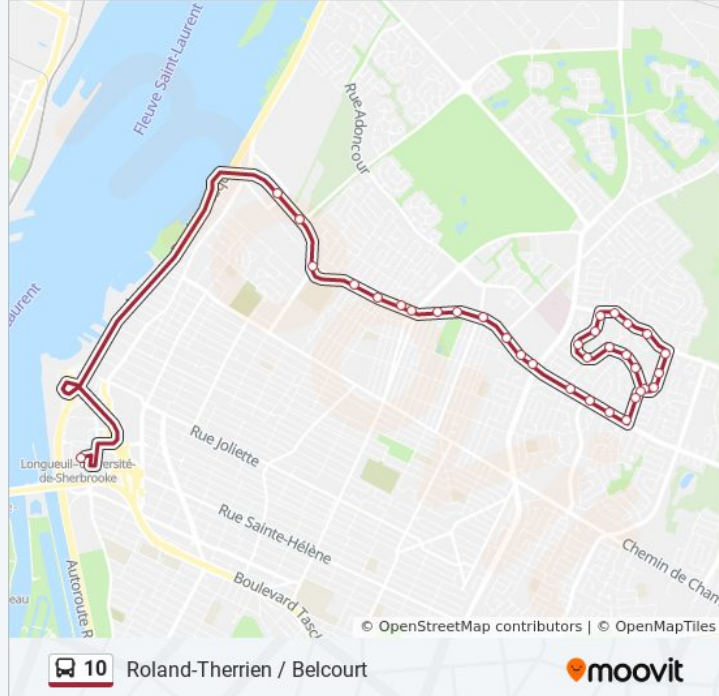 Fleuve Saint-Laurent
Rue Adoncour
Laurent
Rue Joliette
Longueuil–Université-
de-Sherbrooke
Rue Sainte-Hélène
Chemin de Cham
Autoroute R
Boulevard Tasch
eau
© OpenStreetMap contributors | © OpenMapTiles
10 Roland-Therrien / Belcourt
moovit